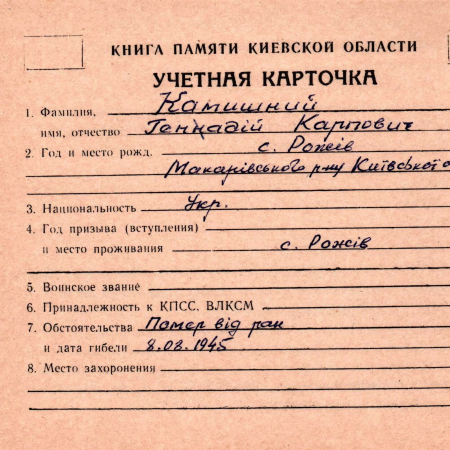 КНИГА ПАМЯТИ КИЕВСКОЙ ОБЛАСТИ
УЧЕТНАЯ КАРТОЧКА
1. Фамилия, Камишний
имя, отчество Геннадій Карпович
2. Год и место рожд. с. Рожів
Макарівського р-ну Київської о
3. Национальность Укр.
4. Год призыва (вступления)
и место проживания с. Рожів
5. Воинское звание
6. Принадлежность к КПСС. ВЛКСМ
7. Обстоятельства Помер від ран
и дата гибели 8.03.1945
8. Место захоронения